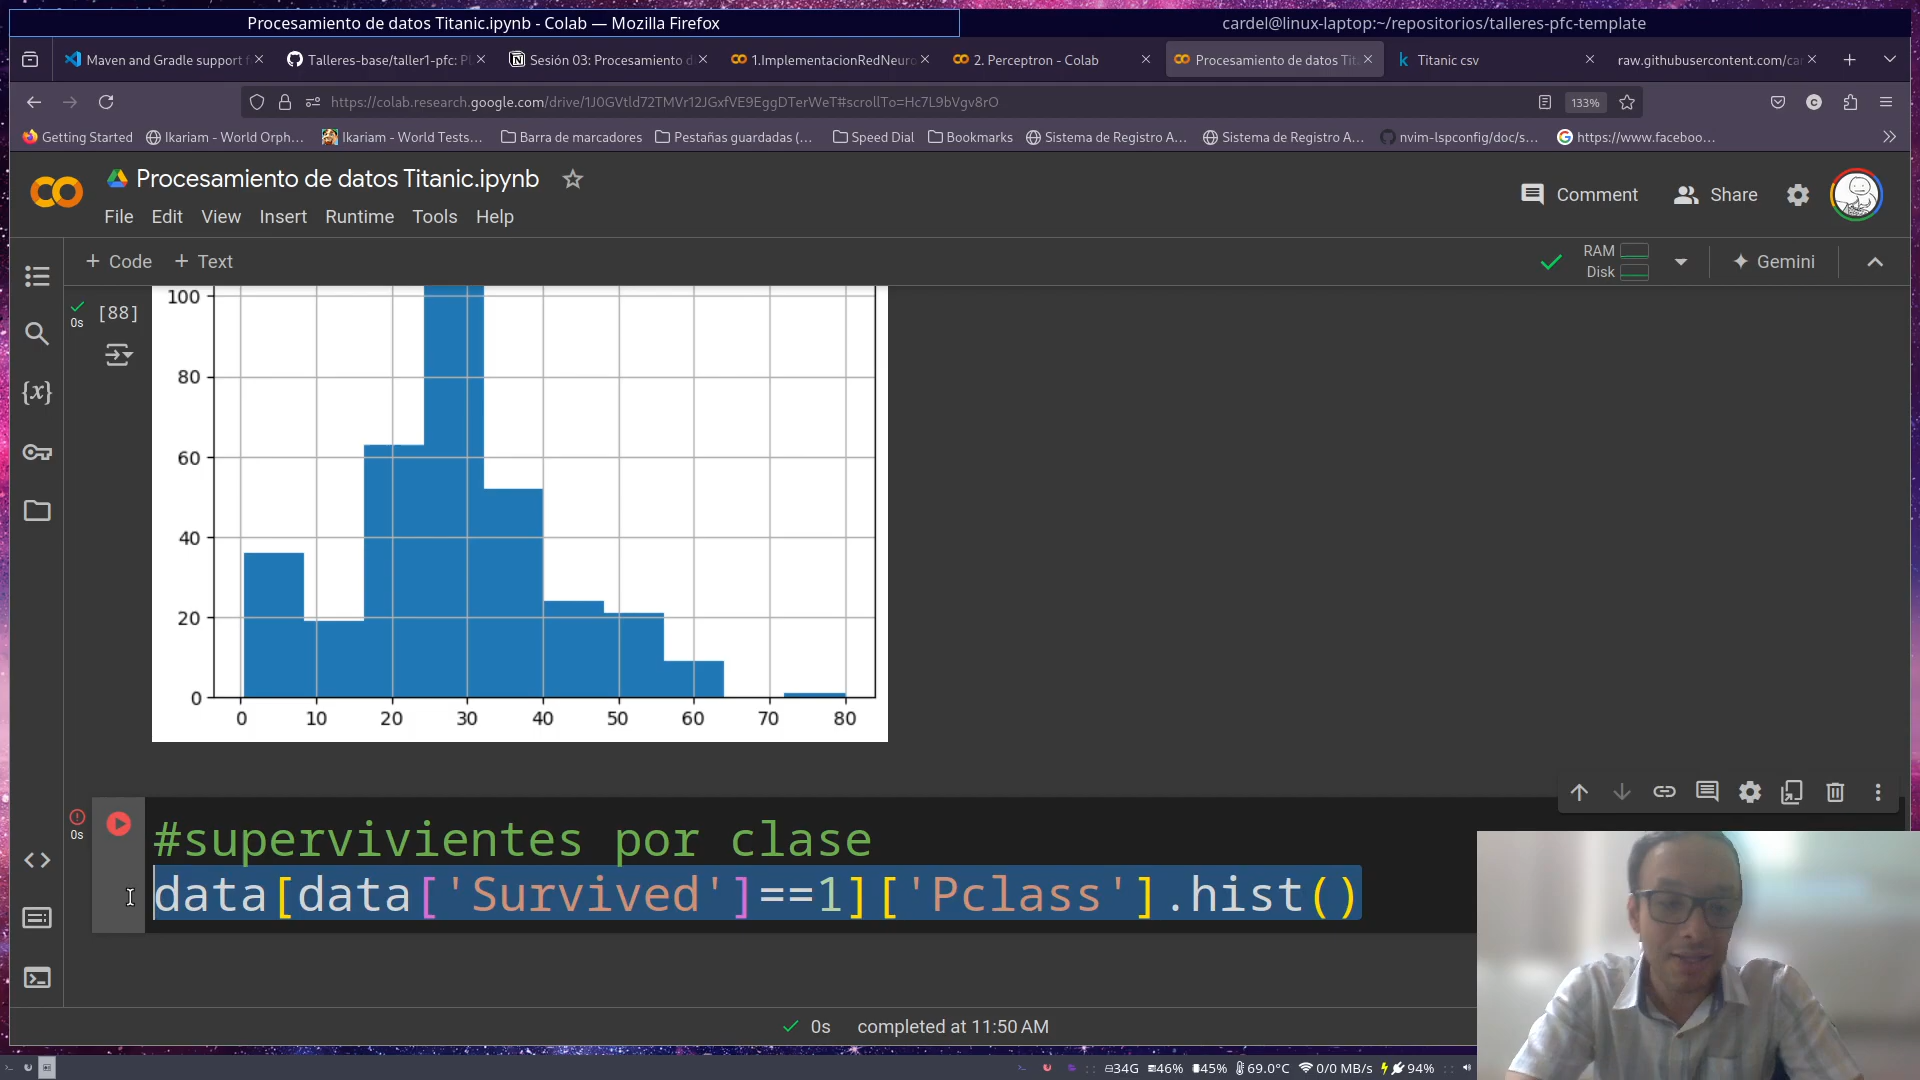 Procesamiento de datos Titanic.ipynb - Colab — Mozilla Firefox
cardel@linux-laptop:~/repositorios/talleres-pfc-template
Maven and Gradle support f
Talleres-base/taller1-pfc: Pl
Sesión 03: Procesamiento d
1.ImplementacionRedNeuro
2. Perceptron - Colab
Procesamiento de datos Tit
Titanic csv
raw.githubusercontent.com/ca
https://colab.research.google.com/drive/1J0GVtld72TMVr12JGxfVE9EggDTerWeT#scrollTo=Hc7L9bVgv8rO
133%
Getting Started
Ikariam - World Orph...
Ikariam - World Tests...
Barra de marcadores
Pestañas guardadas (...
Speed Dial
Bookmarks
Sistema de Registro A...
Sistema de Registro A...
nvim-lspconfig/doc/s...
https://www.faceboo...
Procesamiento de datos Titanic.ipynb
Comment
Share
File Edit View Insert Runtime Tools Help
+ Code + Text
RAM
Disk
Gemini
0s
[88]
100
80
60
40
20
0
0 10 20 30 40 50 60 70 80
0s
#supervivientes por clase
data[data['Survived']==1]['Pclass'].hist()
0s completed at 11:50 AM
34G 46% 45% 69.0°C 0/0 MB/s 94%